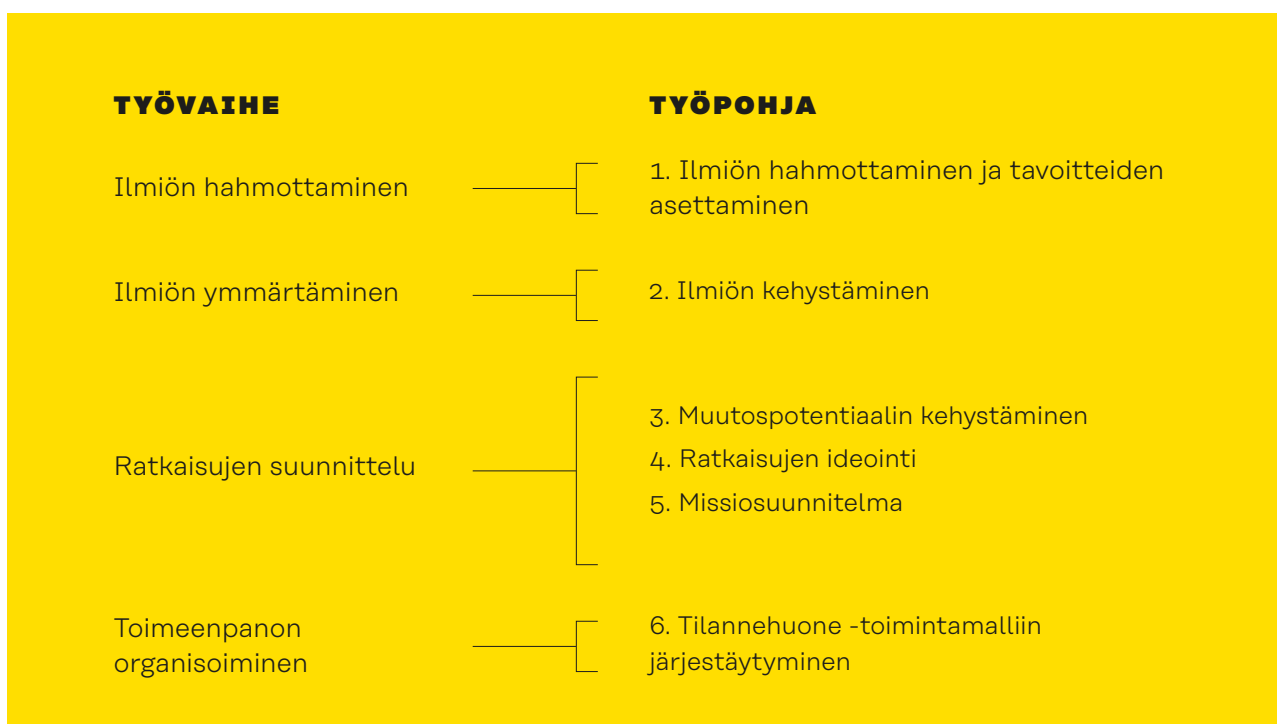 TYÖVAIHE
TYÖPOHJA
Ilmiön hahmottaminen
1. Ilmiön hahmottaminen ja tavoitteiden
asettaminen
Ilmiön ymmärtäminen
2. Ilmiön kehystäminen
Ratkaisujen suunnittelu
3. Muutospotentiaalin kehystäminen
4. Ratkaisujen ideointi
5. Missiosuunnitelma
Toimeenpanon
organisoiminen
6. Tilannehuone -toimintamalliin
järjestäytyminen